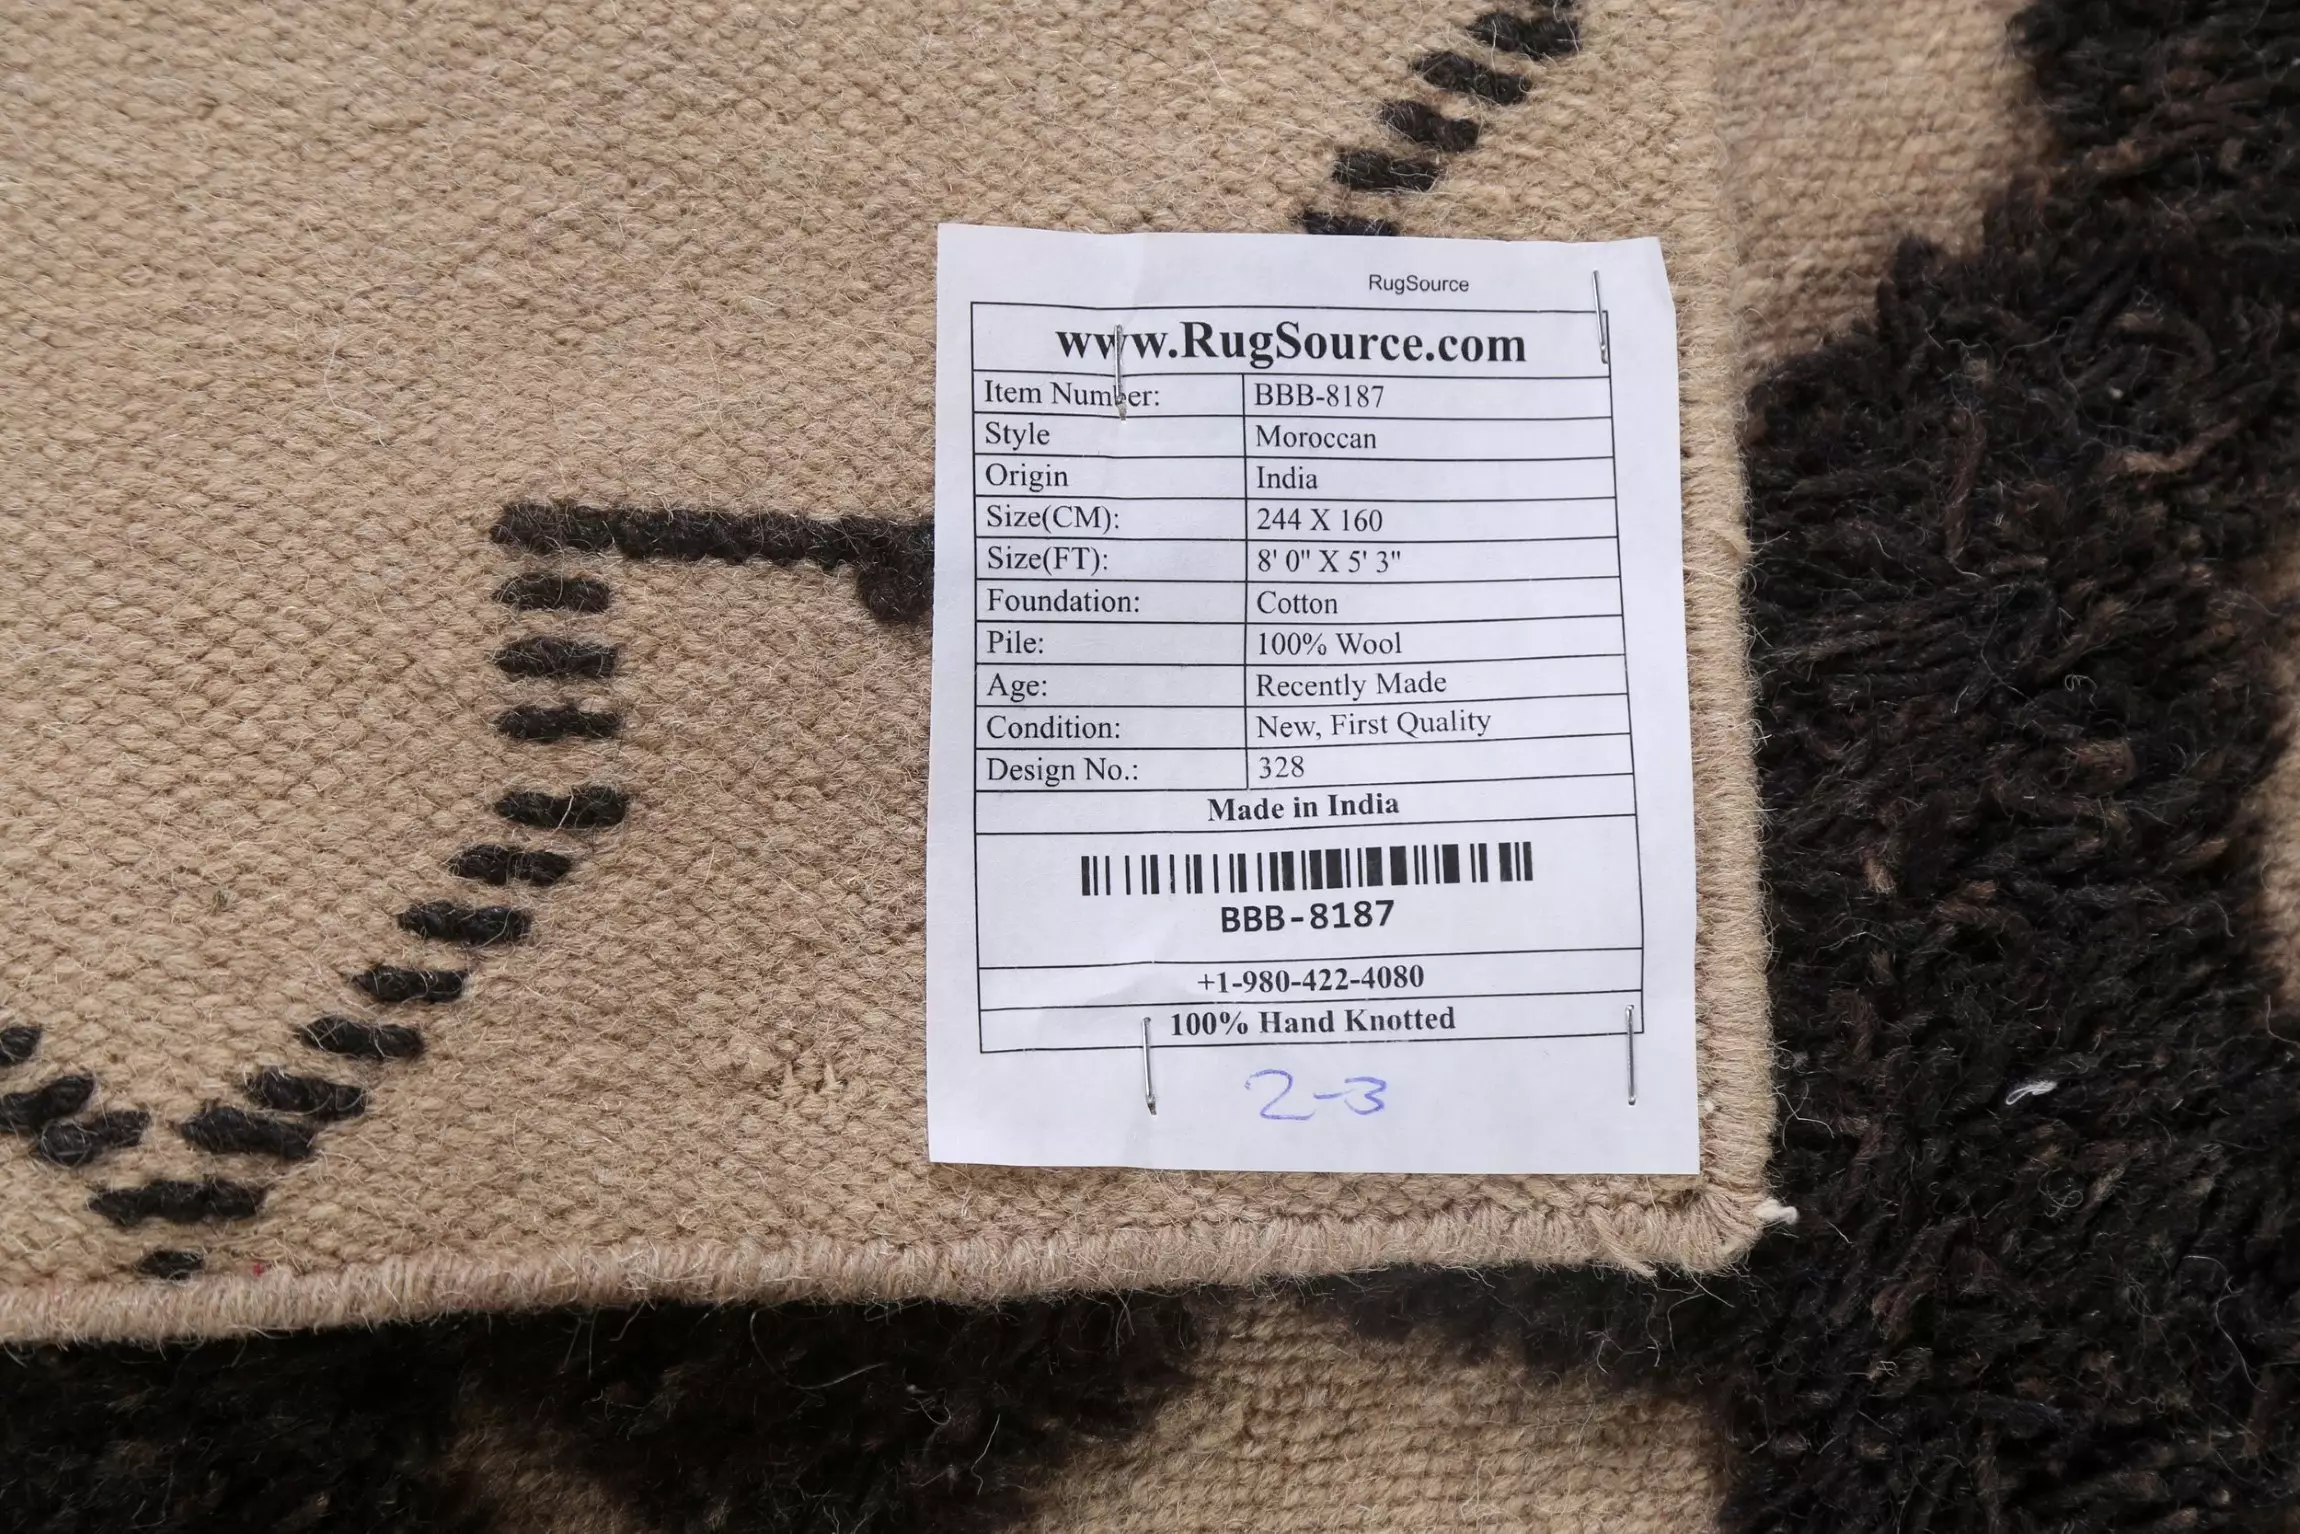 RugSource
www.RugSource.com
Item Number: BBB-8187
Style Moroccan
Origin India
Size(CM): 244 X 160
Size(FT): 8' 0" X 5' 3"
Foundation: Cotton
Pile: 100% Wool
Age: Recently Made
Condition: New, First Quality
Design No.: 328
Made in India
BBB-8187
+1-980-422-4080
100% Hand Knotted
2-3